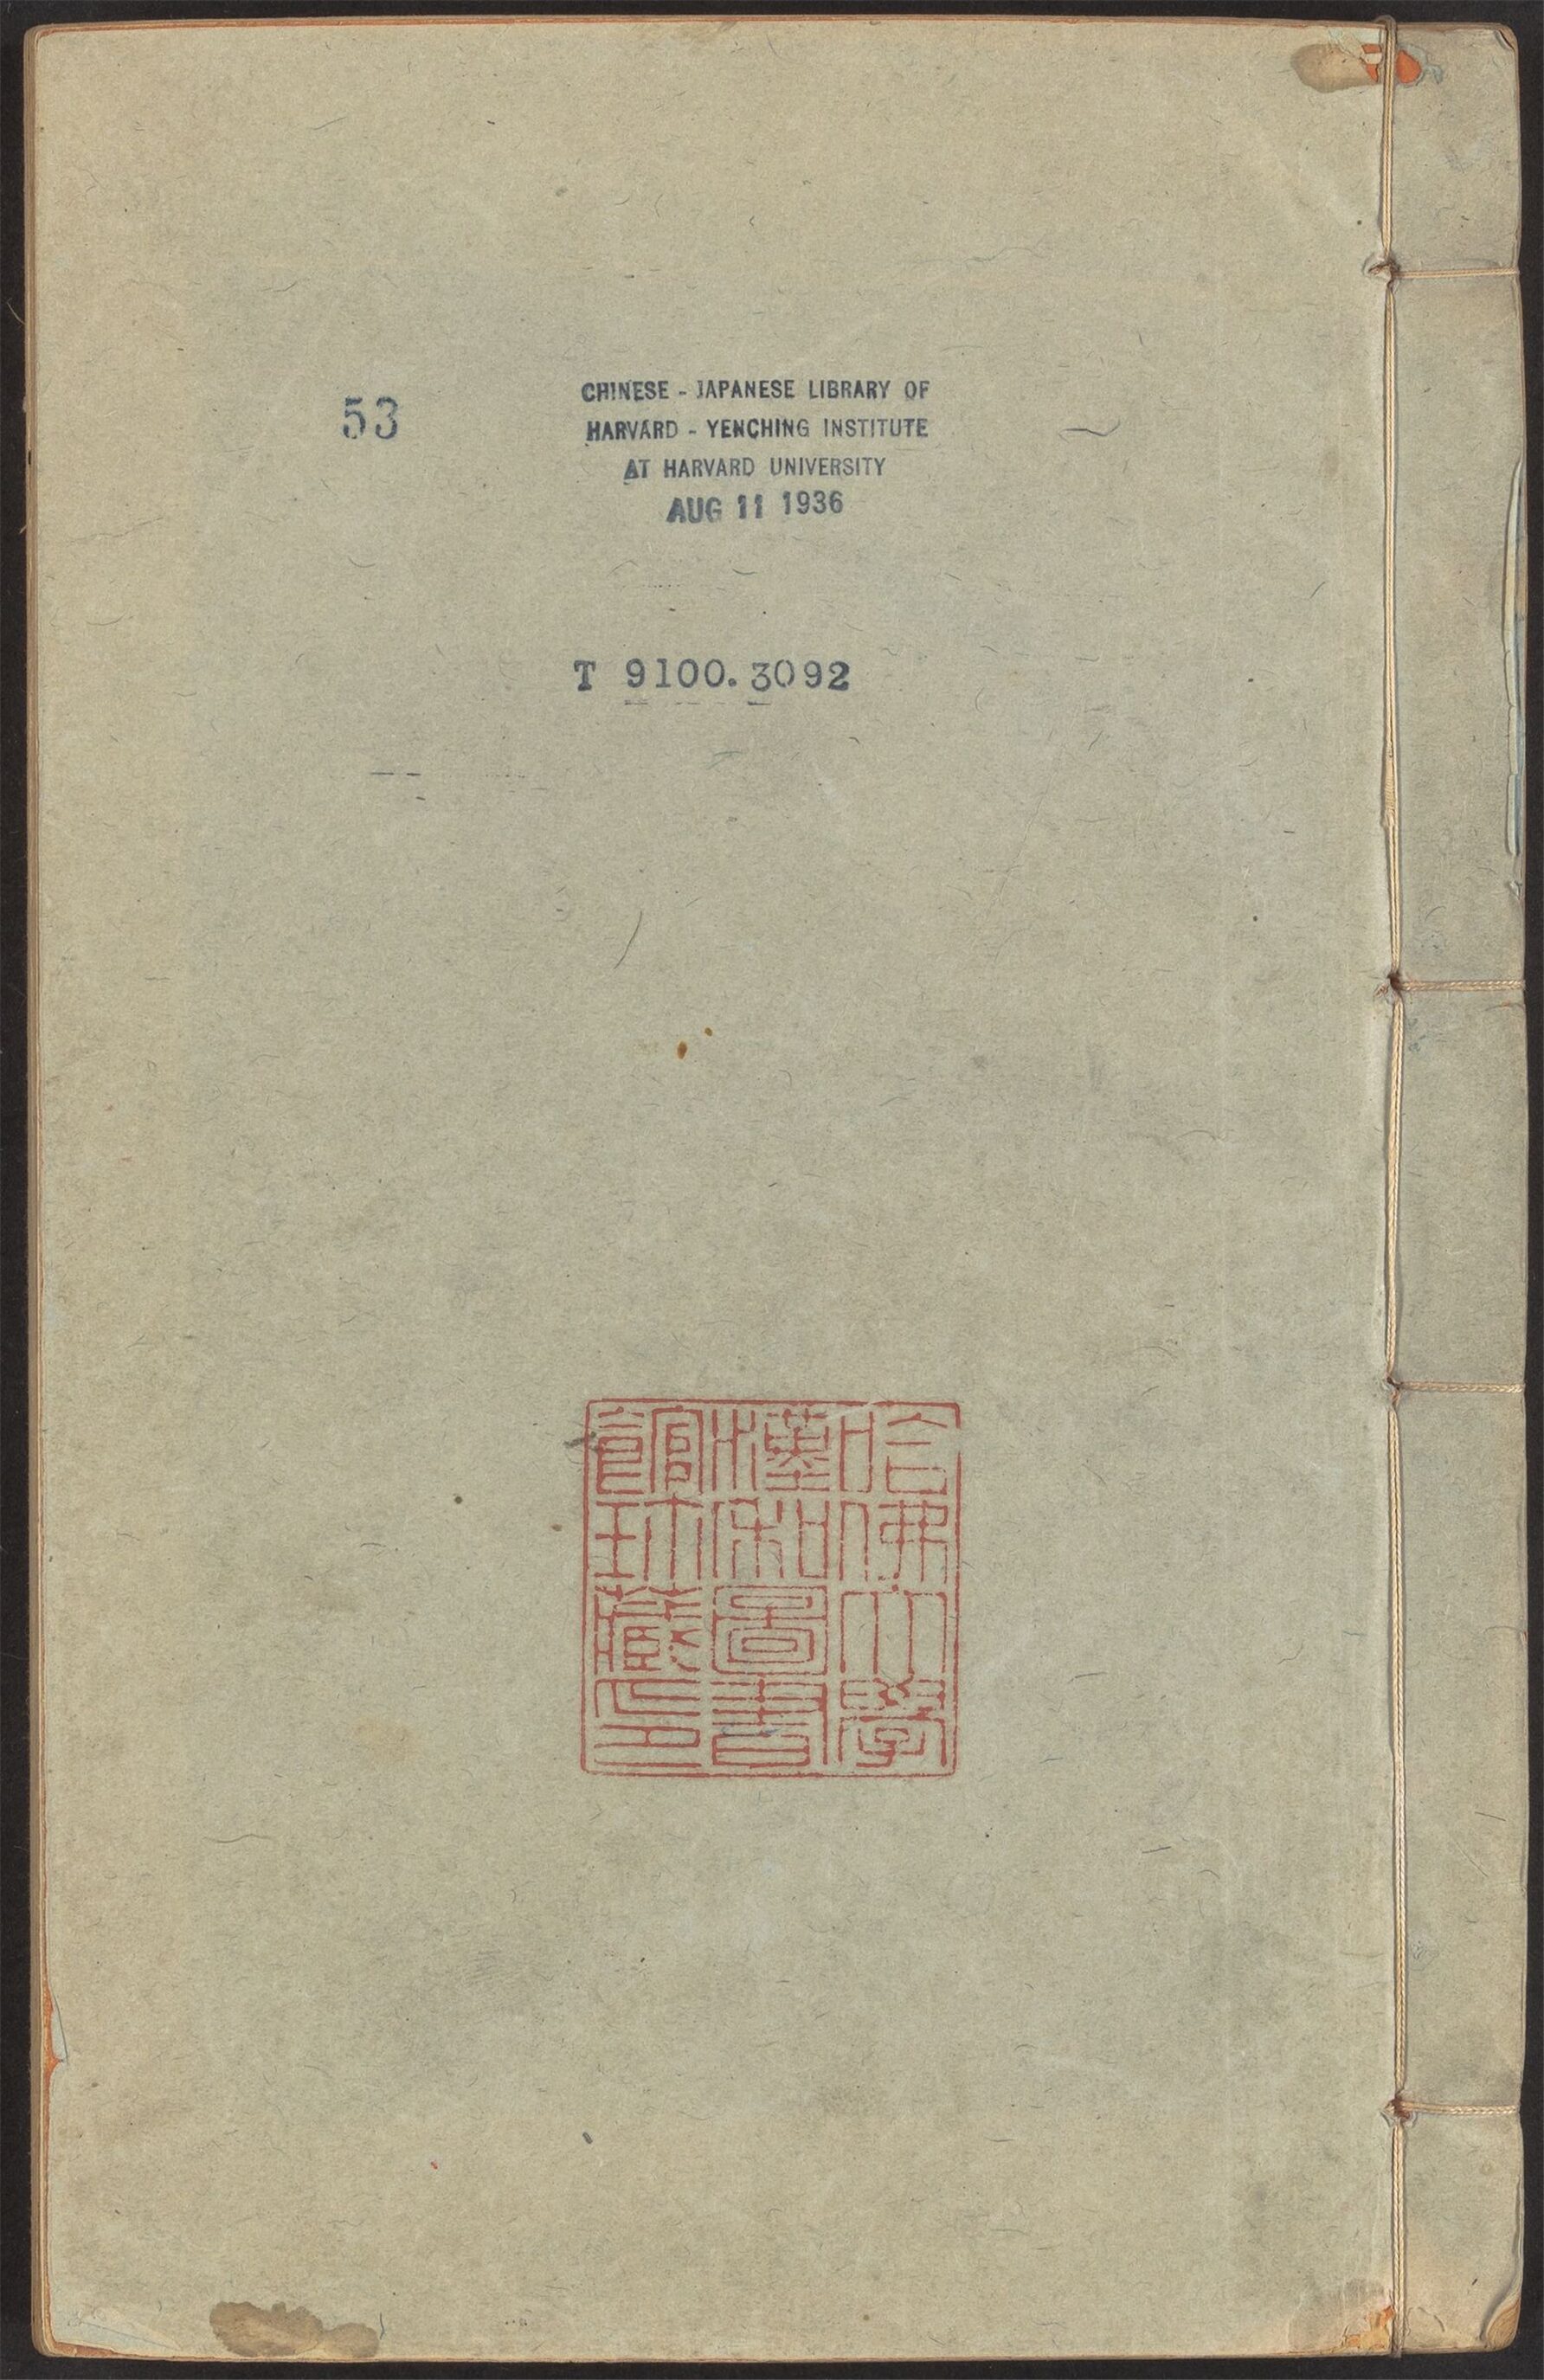 53
CHINESE - JAPANESE LIBRARY OF
HARVARD - YENCHING INSTITUTE
AT HARVARD UNIVERSITY
AUG 11 1936
T 9100.3092
哈佛大學
漢和圖書
館珎藏印